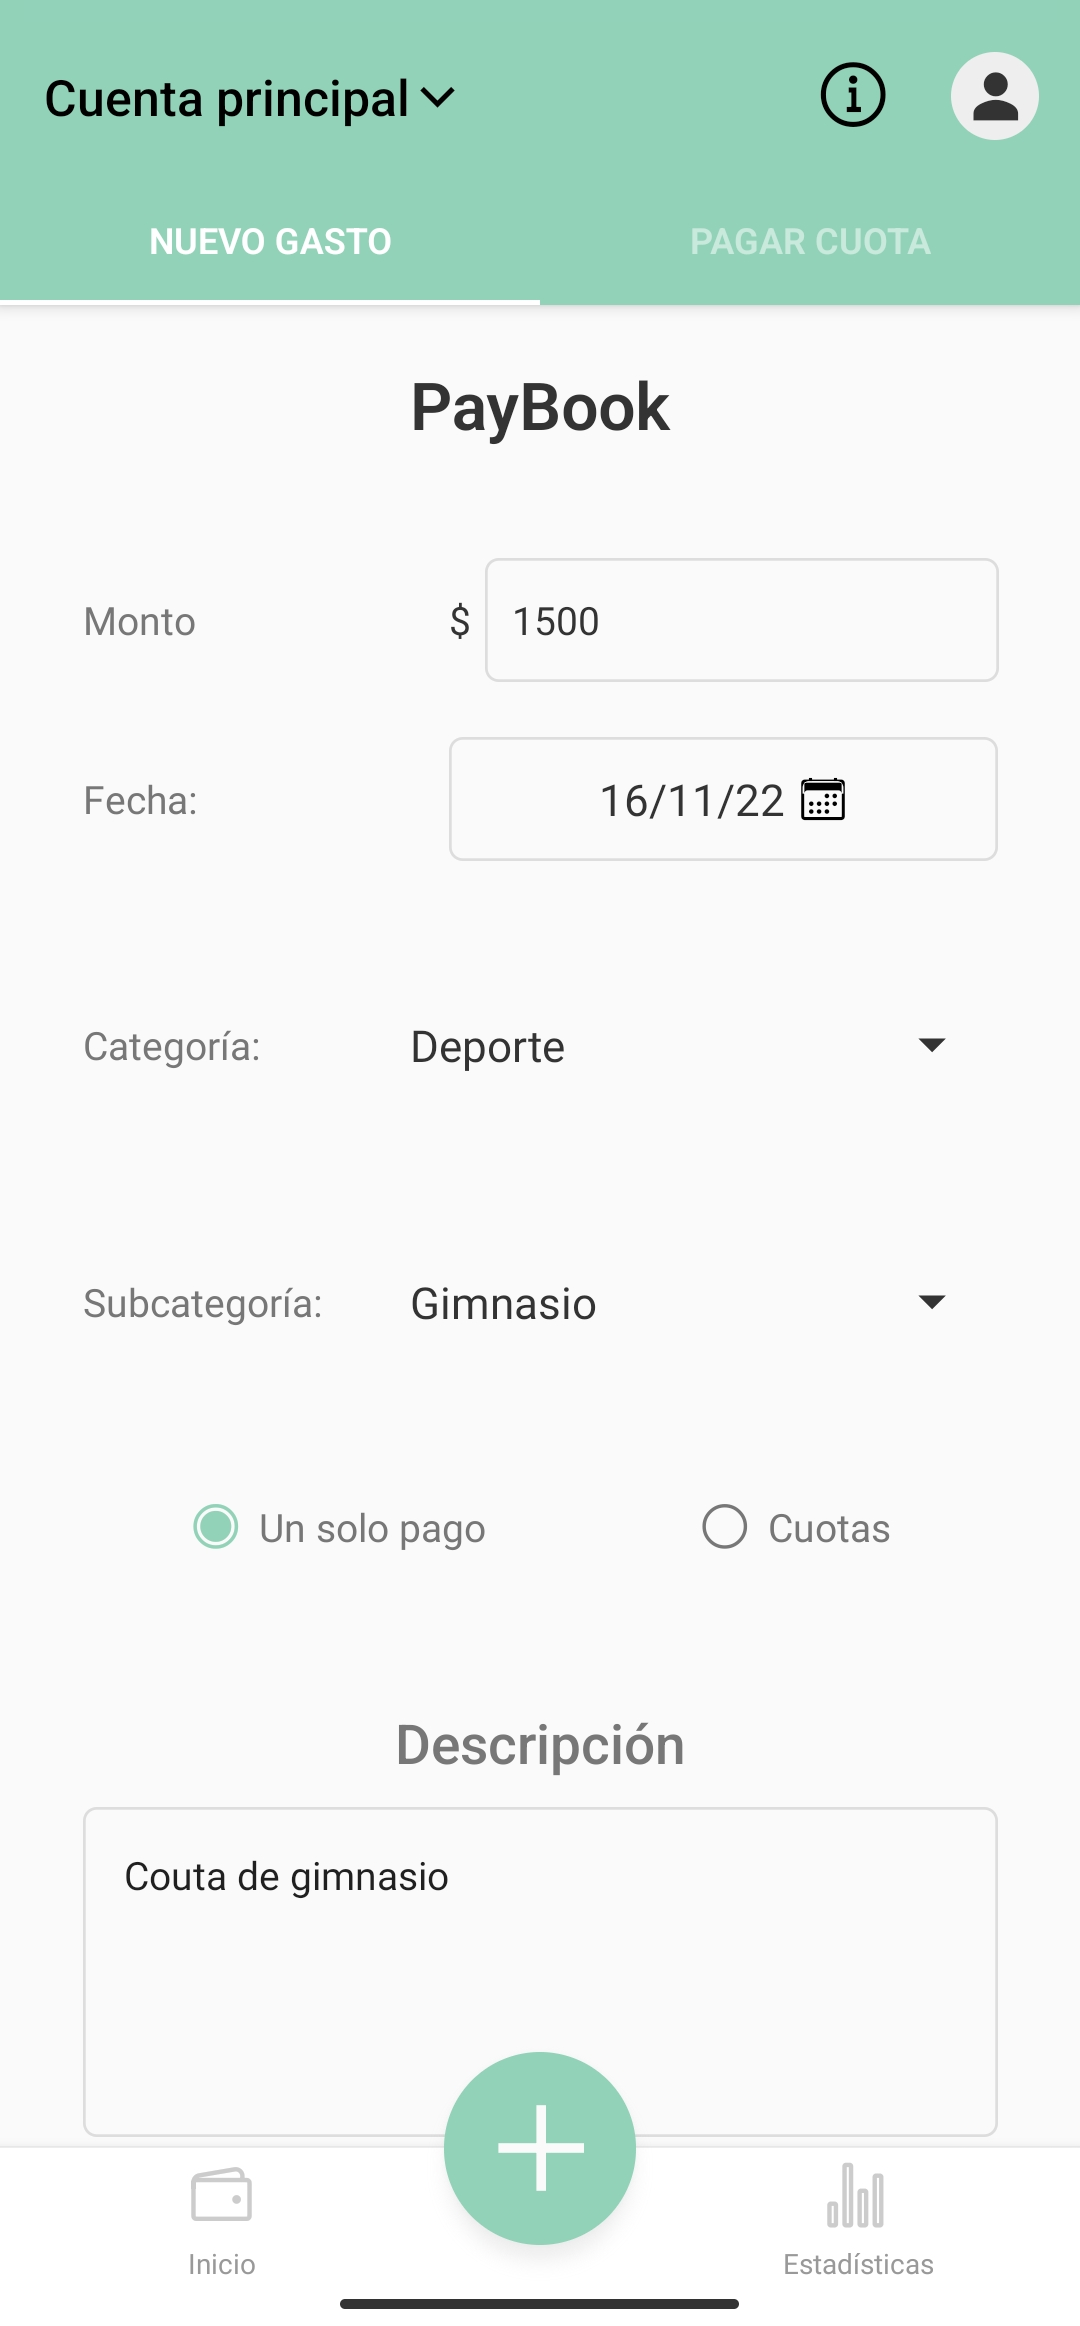 Cuenta principal
NUEVO GASTO
PAGAR CUOTA
PayBook
Monto
$ 1500
Fecha:
16/11/22
Categoría:
Deporte
Subcategoría:
Gimnasio
Un solo pago
Cuotas
Descripción
Couta de gimnasio
Inicio
Estadísticas